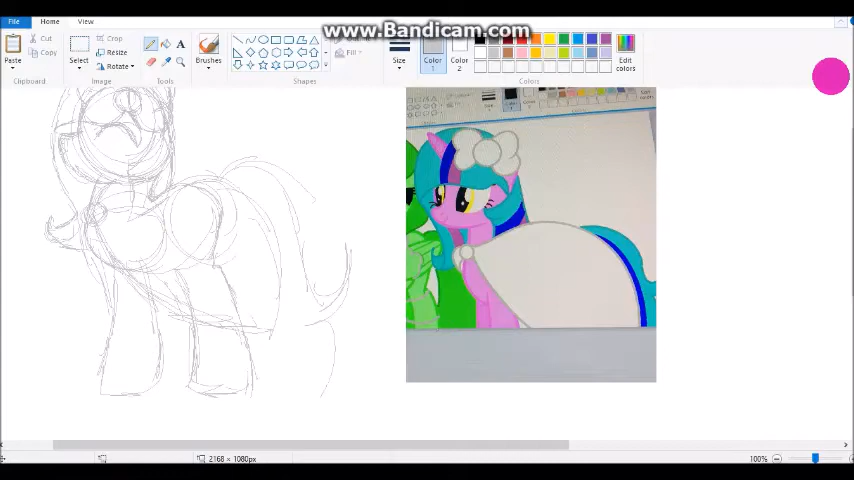 www.Bandicam.com
File Home View
Cut
Copy
Paste
Clipboard
Select
Crop
Resize
Rotate
Image
Tools
Brushes
Fill
Shapes
Size
Color
1
Color
2
Edit
colors
Colors
2168 × 1080px
100%